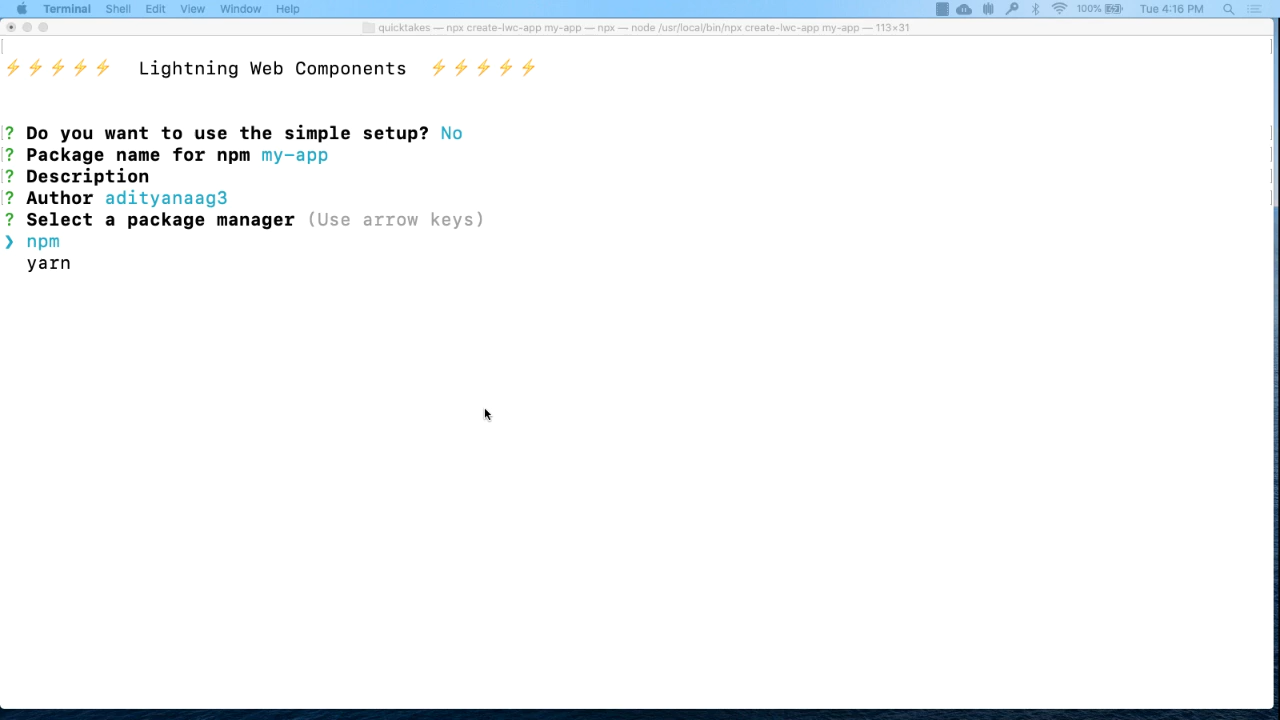 Terminal Shell Edit View Window Help 100% Tue 4:16 PM
quicktakes — npx create-lwc-app my-app — npx — node /usr/local/bin/npx create-lwc-app my-app — 113×31
⚡⚡⚡⚡⚡ Lightning Web Components ⚡⚡⚡⚡⚡
? Do you want to use the simple setup? No
? Package name for npm my-app
? Description
? Author adityanaag3
? Select a package manager (Use arrow keys)
❯ npm
yarn